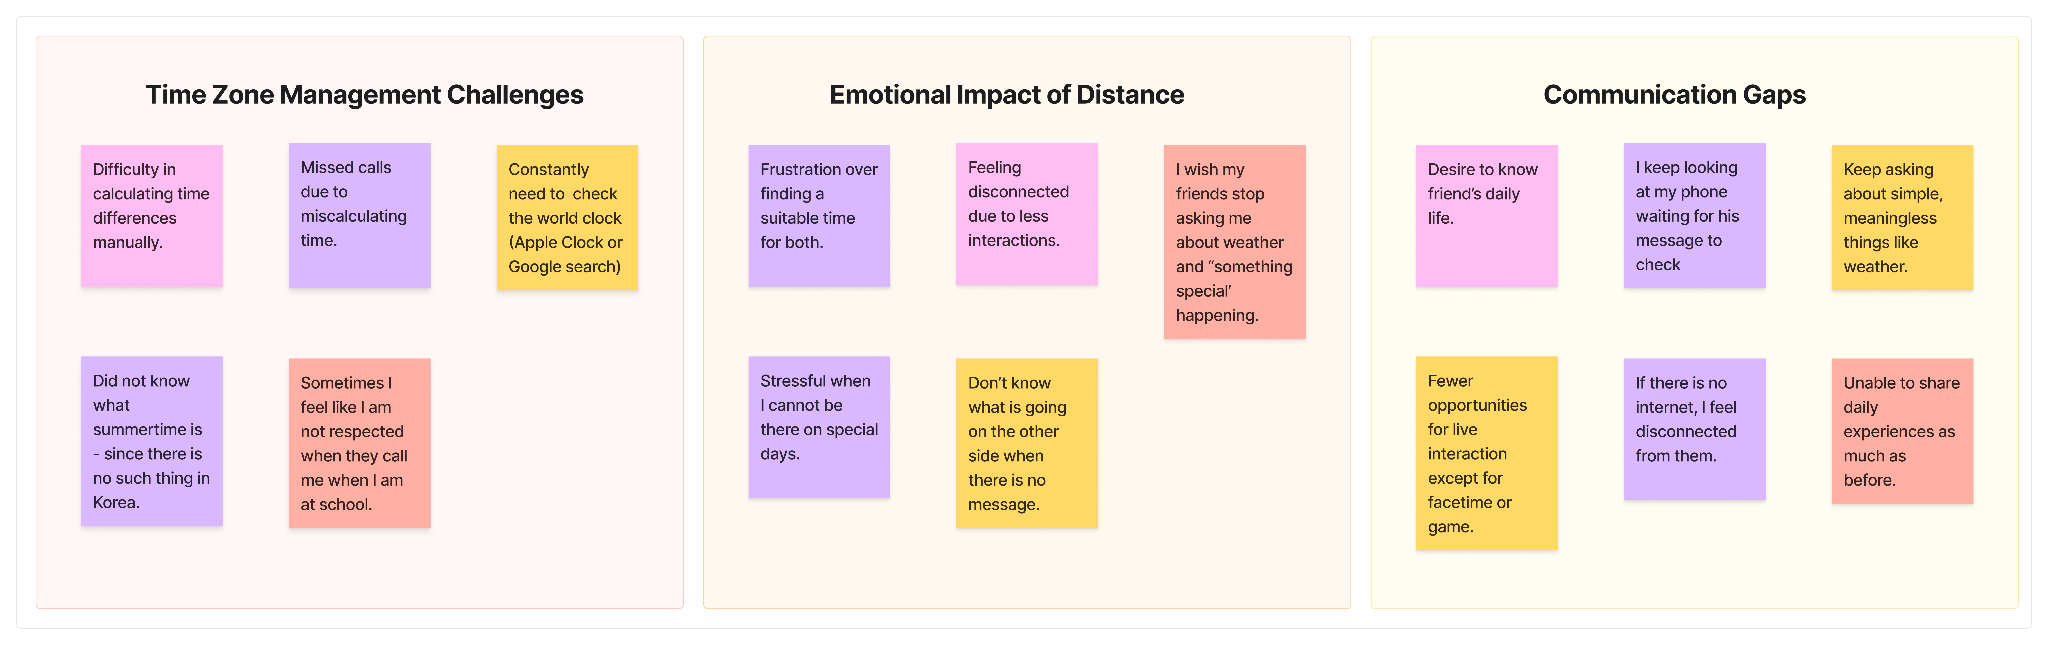 Time Zone Management Challenges
Difficulty in
calculating time
differences
manually.
Missed calls
due to
miscalculating
time.
Constantly
need to  check
the world clock
(Apple Clock or
Google search)
Did not know
what
summertime is
- since there is
no such thing in
Korea.
Sometimes I
feel like I am
not respected
when they call
me when I am
at school.
Emotional Impact of Distance
Frustration over
finding a
suitable time
for both.
Feeling
disconnected
due to less
interactions.
I wish my
friends stop
asking me
about weather
and “something
special’
happening.
Stressful when
I cannot be
there on special
days.
Don’t know
what is going
on the other
side when
there is no
message.
Communication Gaps
Desire to know
friend’s daily
life.
I keep looking
at my phone
waiting for his
message to
check
Keep asking
about simple,
meaningless
things like
weather.
Fewer
opportunities
for live
interaction
except for
facetime or
game.
If there is no
internet, I feel
disconnected
from them.
Unable to share
daily
experiences as
much as
before.